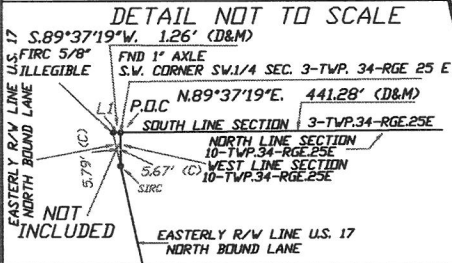 DETAIL NOT TO SCALE
S.89°37'19"W. 1.26' (D&M)
FIRC 5/8"
ILLEGIBLE
FND 1" AXLE
S.W. CORNER SW.1/4 SEC. 3-TWP. 34-RGE 25 E
L1
P.O.C
N.89°37'19"E. 441.28' (D&M)
SOUTH LINE SECTION 3-TWP.34-RGE.25E
NORTH LINE SECTION
10-TWP.34-RGE.25E
WEST LINE SECTION
10-TWP.34-RGE.25E
5.79' (C)
5.67' (C)
SIRC
EASTERLY R/W LINE U.S. 17
NORTH BOUND LANE
NOT
INCLUDED
EASTERLY R/W LINE U.S. 17
NORTH BOUND LANE